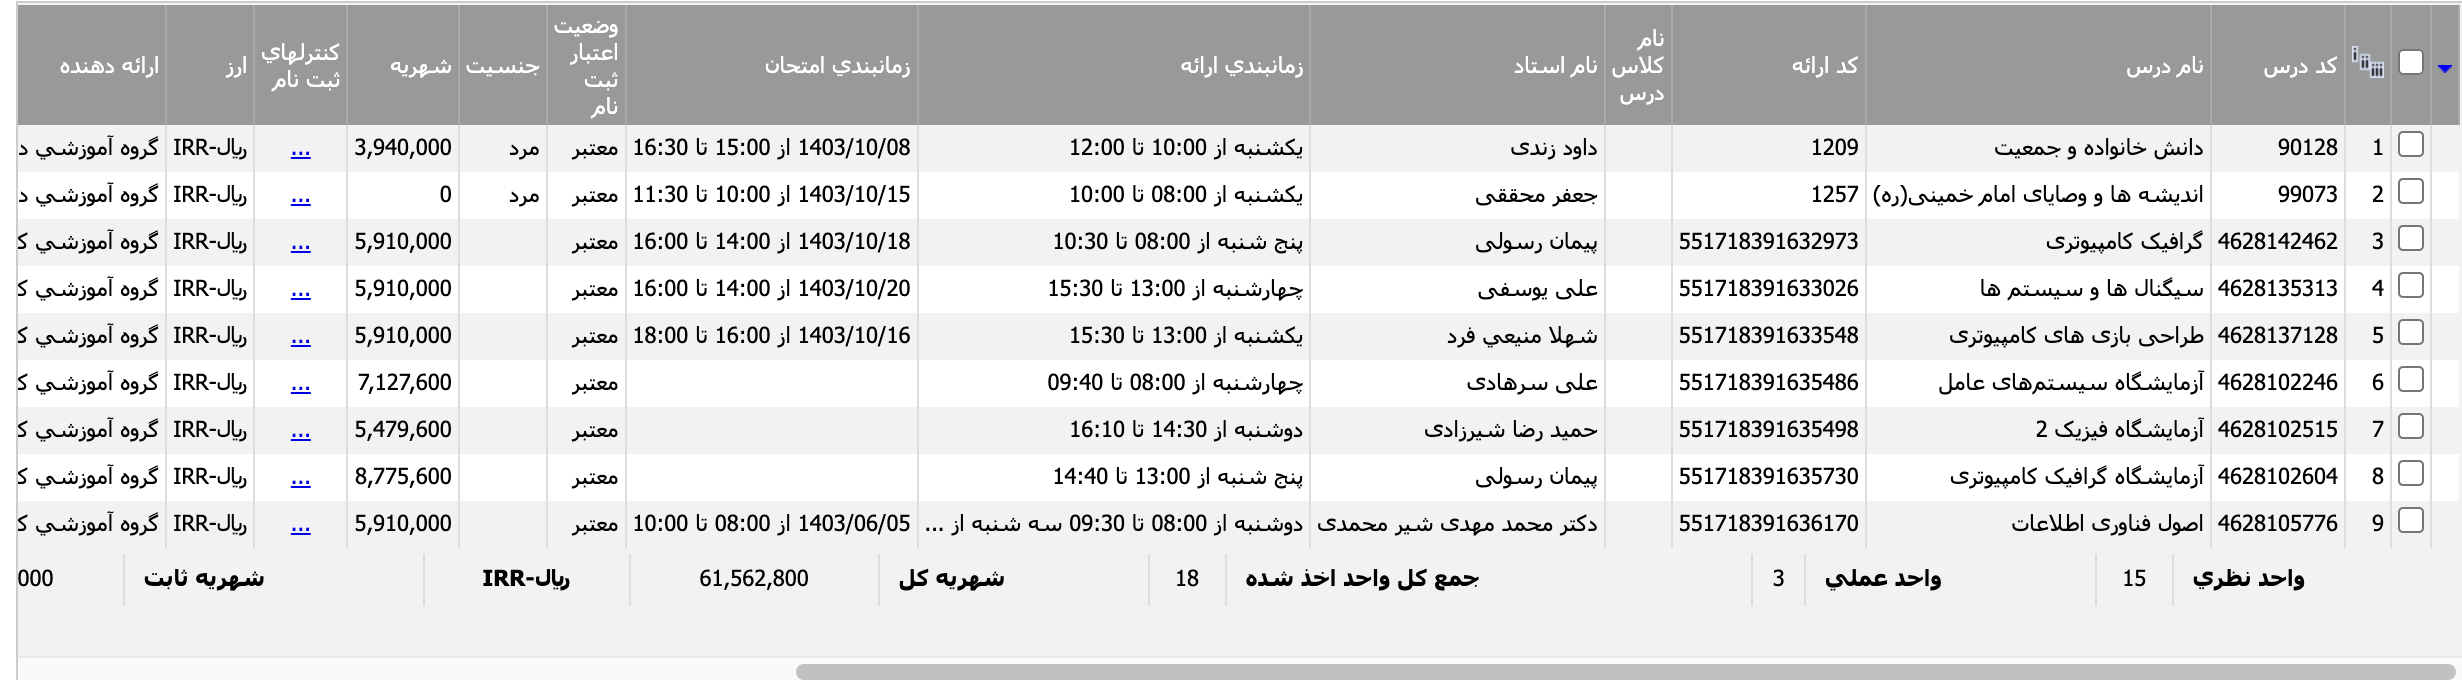 کد درس نام درس کد ارائه نام کلاس درس نام استاد زمانبندي ارائه زمانبندي امتحان وضعیت اعتبار ثبت نام جنسیت شهریه کنترلهاي ثبت نام ارز ارائه دهنده
1 90128 دانش خانواده و جمعیت 1209 داود زندی یکشنبه از 10:00 تا 12:00 1403/10/08 از 15:00 تا 16:30 معتبر مرد 3,940,000 ... ریال-IRR گروه آموزشي د
2 99073 اندیشه ها و وصایای امام خمینی(ره) 1257 جعفر محققی یکشنبه از 08:00 تا 10:00 1403/10/15 از 10:00 تا 11:30 معتبر مرد 0 ... ریال-IRR گروه آموزشي د
3 4628142462 گرافیک کامپیوتری 551718391632973 پیمان رسولی پنج شنبه از 08:00 تا 10:30 1403/10/18 از 14:00 تا 16:00 معتبر 5,910,000 ... ریال-IRR گروه آموزشي ک
4 4628135313 سیگنال ها و سیستم ها 551718391633026 علی یوسفی چهارشنبه از 13:00 تا 15:30 1403/10/20 از 14:00 تا 16:00 معتبر 5,910,000 ... ریال-IRR گروه آموزشي ک
5 4628137128 طراحی بازی های کامپیوتری 551718391633548 شهلا منیعي فرد یکشنبه از 13:00 تا 15:30 1403/10/16 از 16:00 تا 18:00 معتبر 5,910,000 ... ریال-IRR گروه آموزشي ک
6 4628102246 آزمایشگاه سیستم‌های عامل 551718391635486 علی سرهادی چهارشنبه از 08:00 تا 09:40 معتبر 7,127,600 ... ریال-IRR گروه آموزشي ک
7 4628102515 آزمایشگاه فیزیک 2 551718391635498 حمید رضا شیرزادی دوشنبه از 14:30 تا 16:10 معتبر 5,479,600 ... ریال-IRR گروه آموزشي ک
8 4628102604 آزمایشگاه گرافیک کامپیوتری 551718391635730 پیمان رسولی پنج شنبه از 13:00 تا 14:40 معتبر 8,775,600 ... ریال-IRR گروه آموزشي ک
9 4628105776 اصول فناوری اطلاعات 551718391636170 دکتر محمد مهدی شیر محمدی دوشنبه از 08:00 تا 09:30 سه شنبه از ... 1403/06/05 از 08:00 تا 10:00 معتبر 5,910,000 ... ریال-IRR گروه آموزشي ک
واحد نظري 15 واحد عملي 3 جمع کل واحد اخذ شده 18 شهریه کل 61,562,800 ریال-IRR شهریه ثابت 000